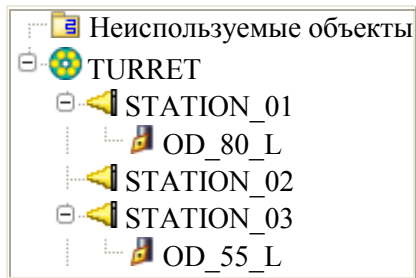 Неиспользуемые объекты
TURRET
STATION_01
OD_80_L
STATION_02
STATION_03
OD_55_L